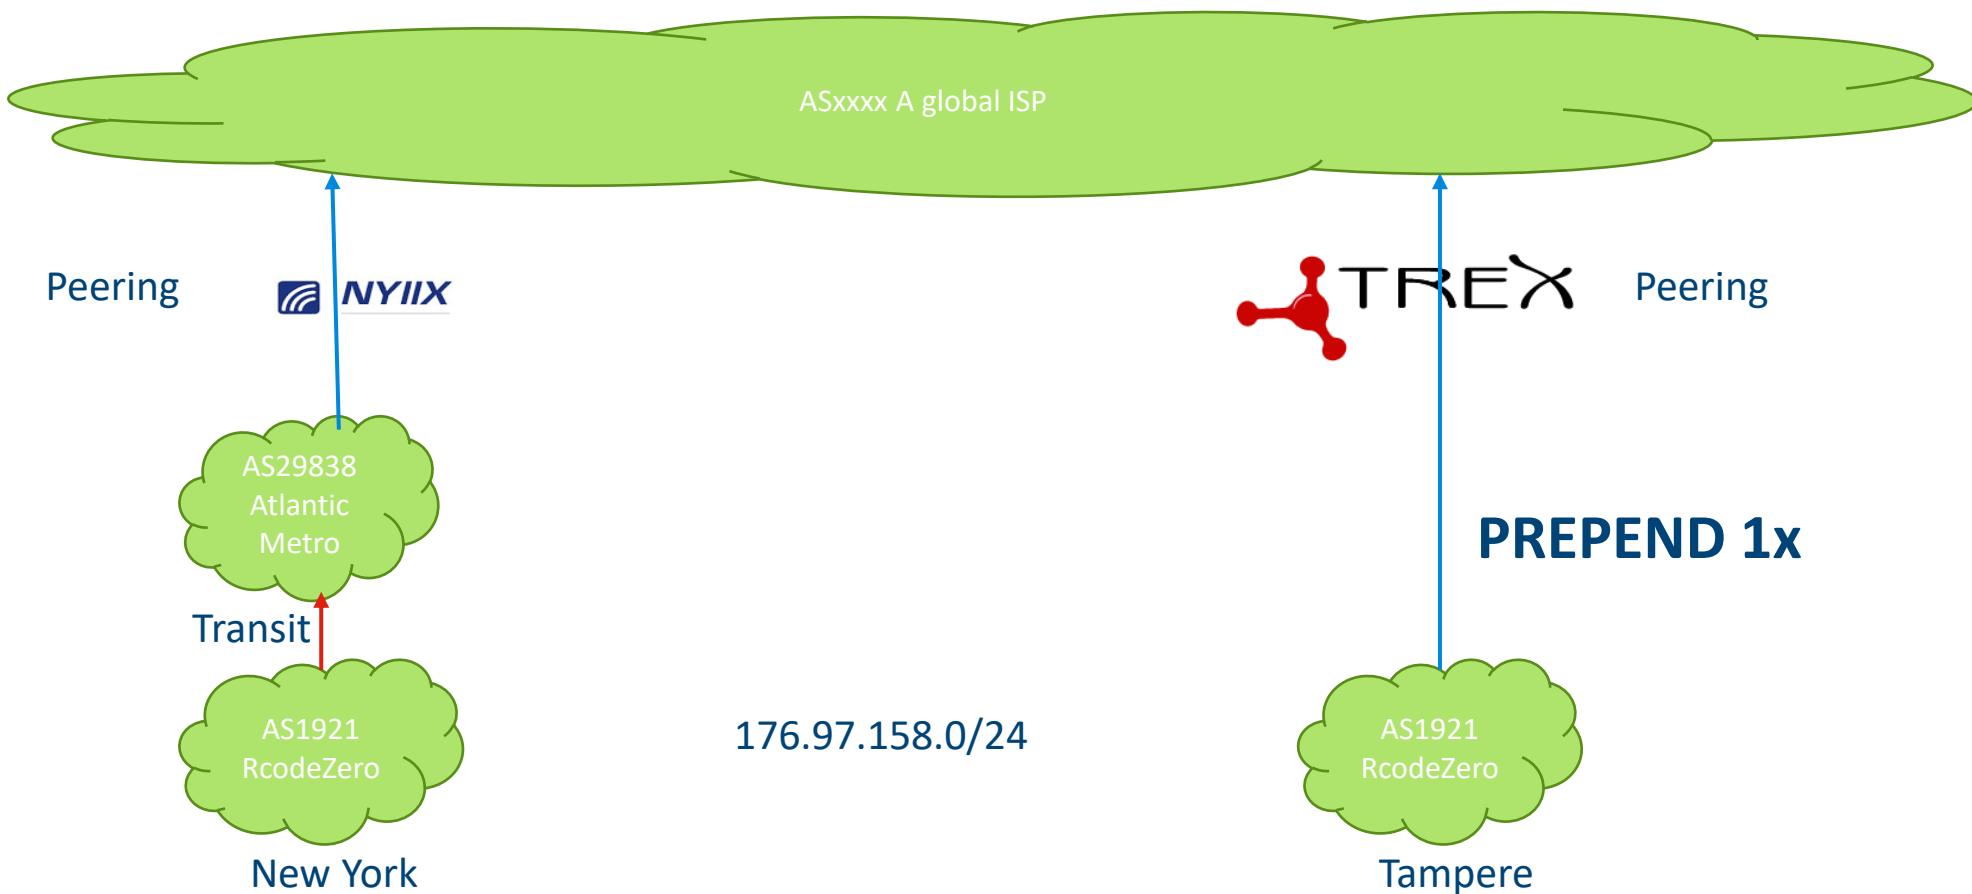 ASxxxx A global ISP
Peering
NYIIX
TREX
Peering
AS29838
Atlantic
Metro
PREPEND 1x
Transit
AS1921
RcodeZero
176.97.158.0/24
AS1921
RcodeZero
New York
Tampere